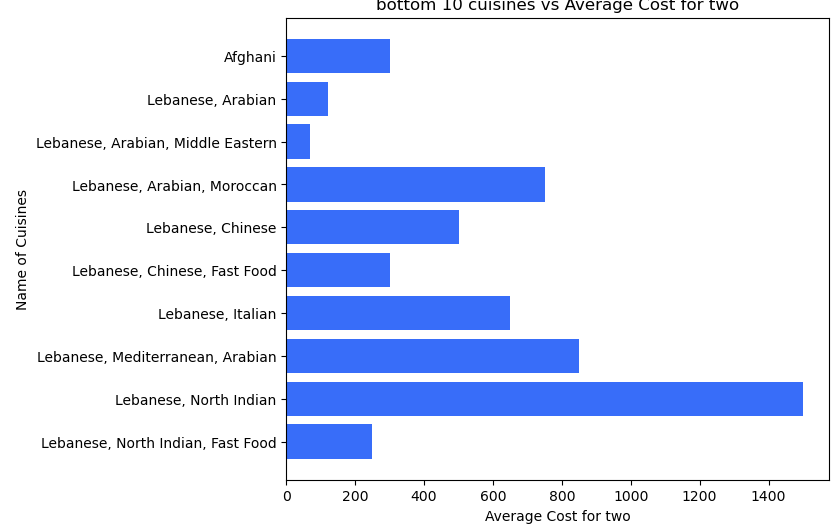 bottom 10 cuisines vs Average Cost for two
Afghani
Lebanese, Arabian
Lebanese, Arabian, Middle Eastern
Lebanese, Arabian, Moroccan
Lebanese, Chinese
Lebanese, Chinese, Fast Food
Lebanese, Italian
Lebanese, Mediterranean, Arabian
Lebanese, North Indian
Lebanese, North Indian, Fast Food
Name of Cuisines
0 200 400 600 800 1000 1200 1400
Average Cost for two